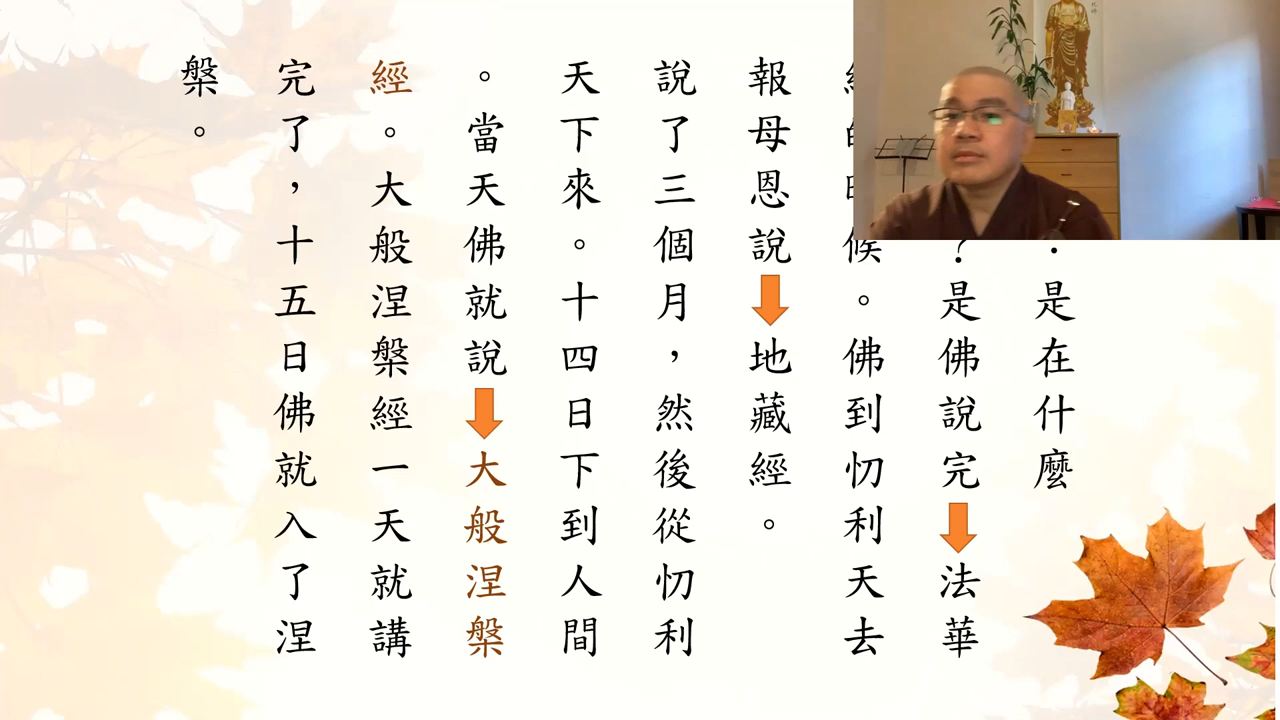 ．是在什麼
？是佛說完法華
候。佛到忉利天去
報母恩說地藏經。
說了三個月，然後從忉利
天下來。十四日下到人間
。當天佛就說大般涅槃
經。大般涅槃經一天就講
完了，十五日佛就入了涅
槃。